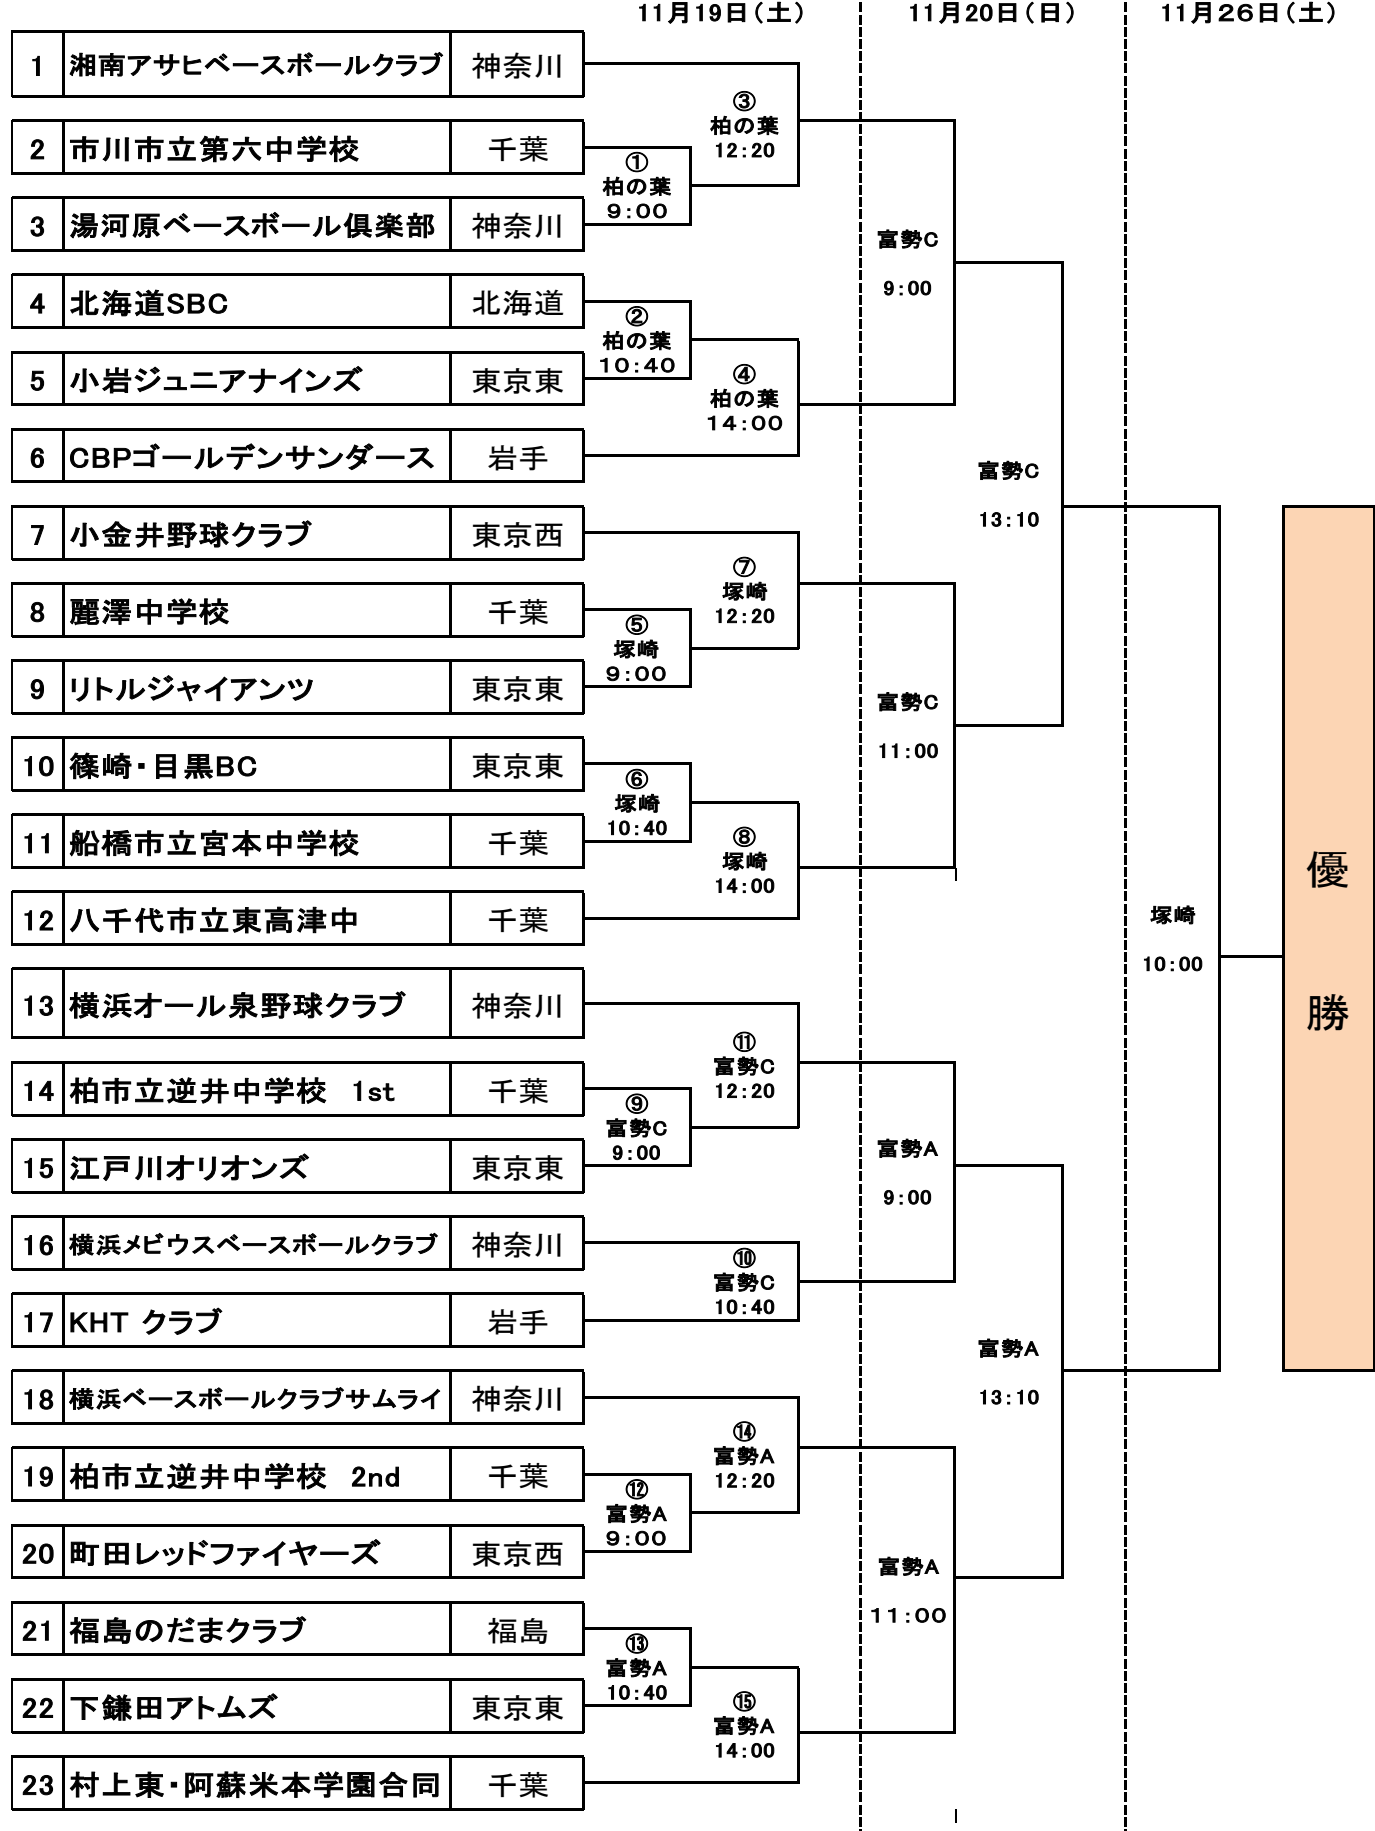 11月19日(土) 11月20日(日) 11月26日(土)
1 湘南アサヒベースボールクラブ 神奈川
2 市川市立第六中学校 千葉
3 湯河原ベースボール倶楽部 神奈川
4 北海道SBC 北海道
5 小岩ジュニアナインズ 東京東
6 CBPゴールデンサンダース 岩手
7 小金井野球クラブ 東京西
8 麗澤中学校 千葉
9 リトルジャイアンツ 東京東
10 篠崎・目黒BC 東京東
11 船橋市立宮本中学校 千葉
12 八千代市立東高津中 千葉
13 横浜オール泉野球クラブ 神奈川
14 柏市立逆井中学校 1st 千葉
15 江戸川オリオンズ 東京東
16 横浜メビウスベースボールクラブ 神奈川
17 KHT クラブ 岩手
18 横浜ベースボールクラブサムライ 神奈川
19 柏市立逆井中学校 2nd 千葉
20 町田レッドファイヤーズ 東京西
21 福島のだまクラブ 福島
22 下鎌田アトムズ 東京東
23 村上東・阿蘇米本学園合同 千葉
①
柏の葉
9:00
②
柏の葉
10:40
⑤
塚崎
9:00
⑥
塚崎
10:40
⑨
富勢C
9:00
⑫
富勢A
9:00
⑬
富勢A
10:40
③
柏の葉
12:20
④
柏の葉
14:00
⑦
塚崎
12:20
⑧
塚崎
14:00
⑪
富勢C
12:20
⑩
富勢C
10:40
⑭
富勢A
12:20
⑮
富勢A
14:00
富勢C
9:00
富勢C
11:00
富勢A
9:00
富勢A
11:00
富勢C
13:10
富勢A
13:10
塚崎
10:00
優
勝